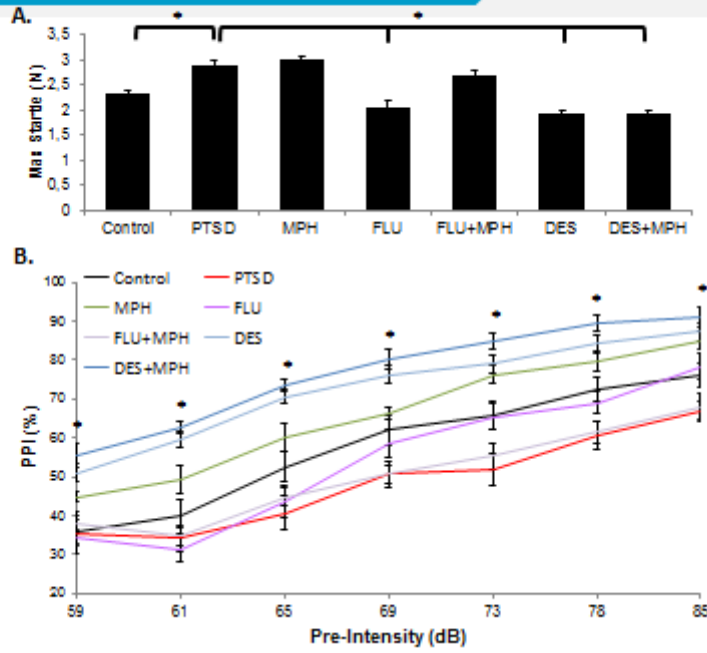 A.
* *
3,5
3
2,5
2
1,5
1
0,5
0
Max Startle (N)
Control PTSD MPH FLU FLU+MPH DES DES+MPH
B.
Control PTSD
MPH FLU
FLU+MPH DES
DES+MPH
100
90
80
70
60
50
40
30
20
PPI (%)
* * * * * * *
59 61 65 69 73 78 85
Pre-Intensity (dB)